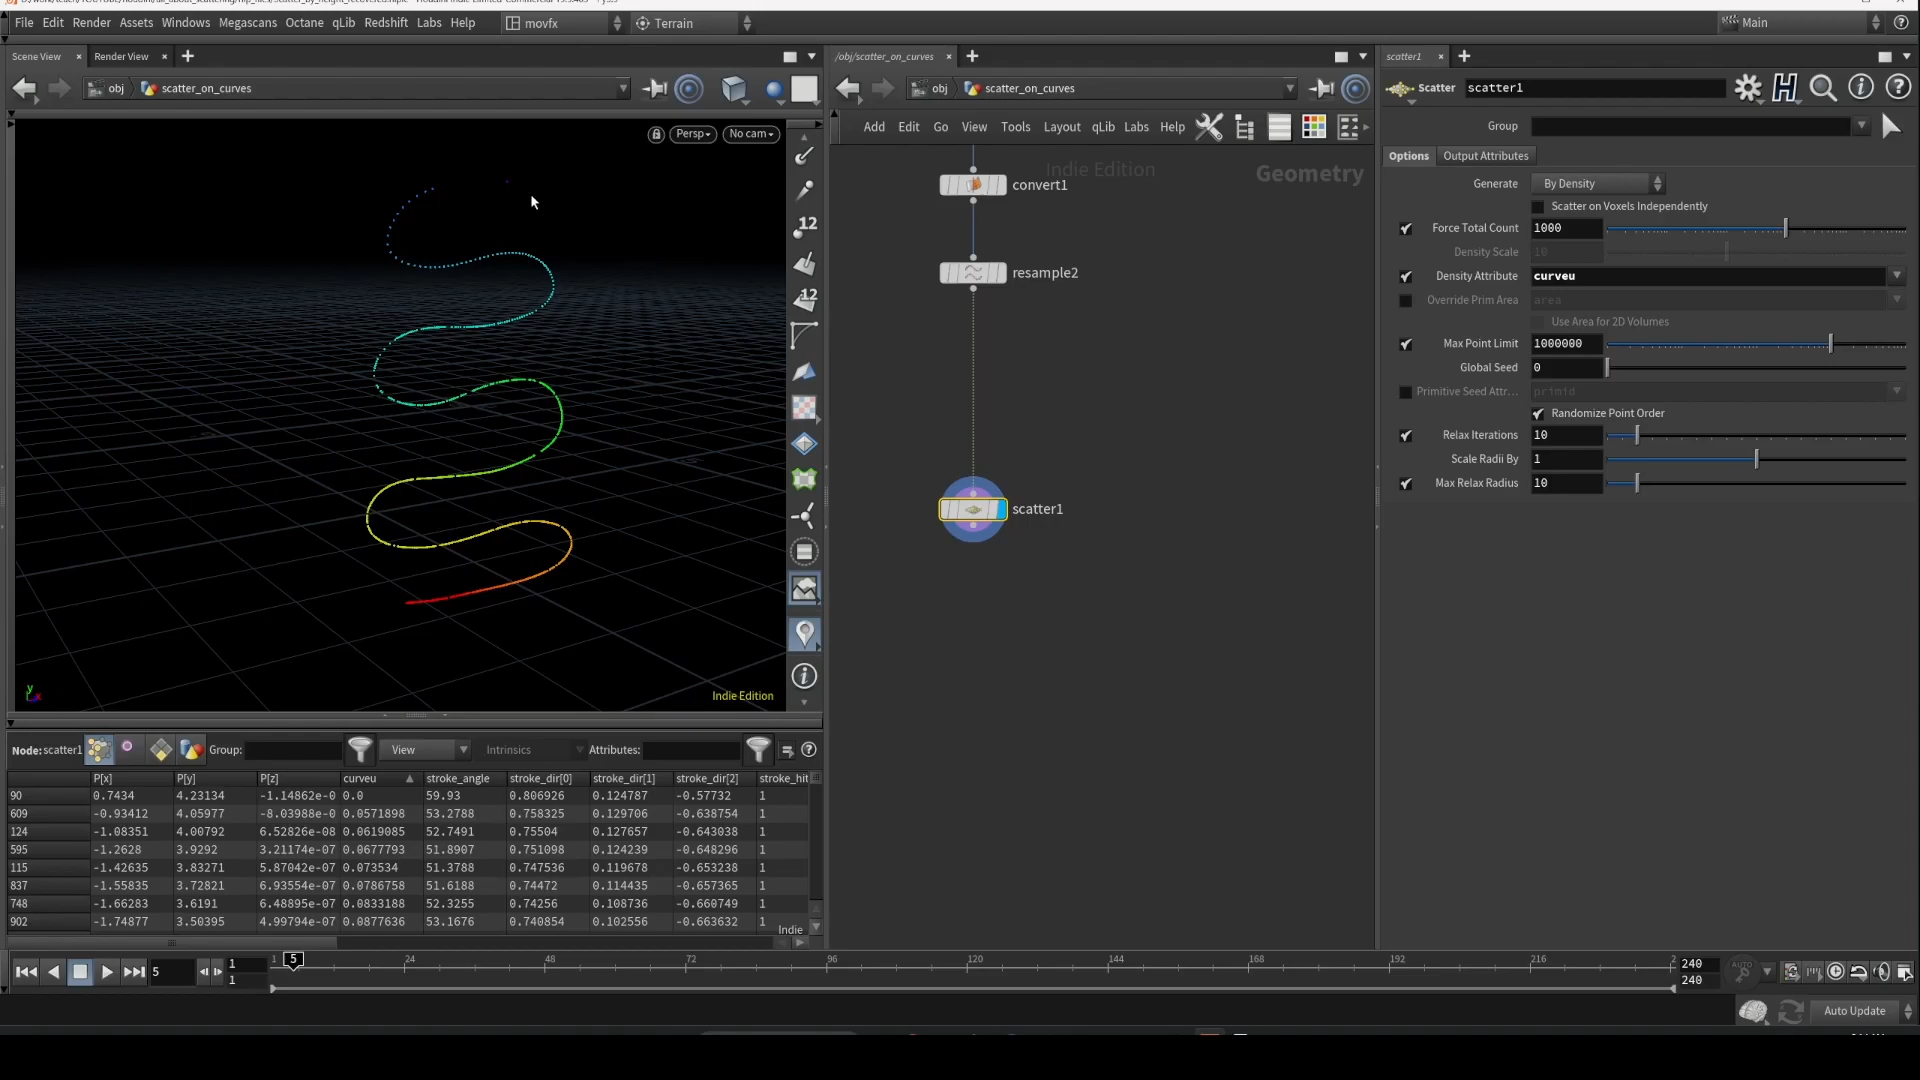 File Edit Render Assets Windows Megascans Octane qLib Redshift Labs Help movfx Terrain Main
Scene View Render View /obj/scatter_on_curves scatter1
obj scatter_on_curves obj scatter_on_curves Scatter scatter1
Add Edit Go View Tools Layout qLib Labs Help
Group
Persp No cam
Options Output Attributes
Indie Edition Geometry
convert1
resample2
scatter1
Generate By Density
Scatter on Voxels Independently
Force Total Count 1000
Density Scale 10
Density Attribute curveu
Override Prim Area area
Use Area for 2D Volumes
Max Point Limit 1000000
Global Seed 0
Primitive Seed Attr... primid
Randomize Point Order
Relax Iterations 10
Scale Radii By 1
Max Relax Radius 10
12
12
y x
Indie Edition
Node: scatter1 Group: View Intrinsics Attributes:
P[x] P[y] P[z] curveu stroke_angle stroke_dir[0] stroke_dir[1] stroke_dir[2] stroke_hit
90 0.7434 4.23134 -1.14862e-0 0.0 59.93 0.806926 0.124787 -0.57732 1
609 -0.93412 4.05977 -8.03988e-0 0.0571898 53.2788 0.758325 0.129706 -0.638754 1
124 -1.08351 4.00792 6.52826e-08 0.0619085 52.7491 0.75504 0.127657 -0.643038 1
595 -1.2628 3.9292 3.21174e-07 0.0677793 51.8907 0.751098 0.124239 -0.648296 1
115 -1.42635 3.83271 5.87042e-07 0.073534 51.3788 0.747536 0.119678 -0.653238 1
837 -1.55835 3.72821 6.93554e-07 0.0786758 51.6188 0.74472 0.114435 -0.657365 1
748 -1.66283 3.6191 6.48895e-07 0.0833188 52.3255 0.74256 0.108736 -0.660749 1
902 -1.74877 3.50395 4.99794e-07 0.0877636 53.1676 0.740854 0.102556 -0.663632 1
Indie
5 1 1 5 24 48 72 96 120 144 168 192 216 2 240
1 240
AUTO
Auto Update